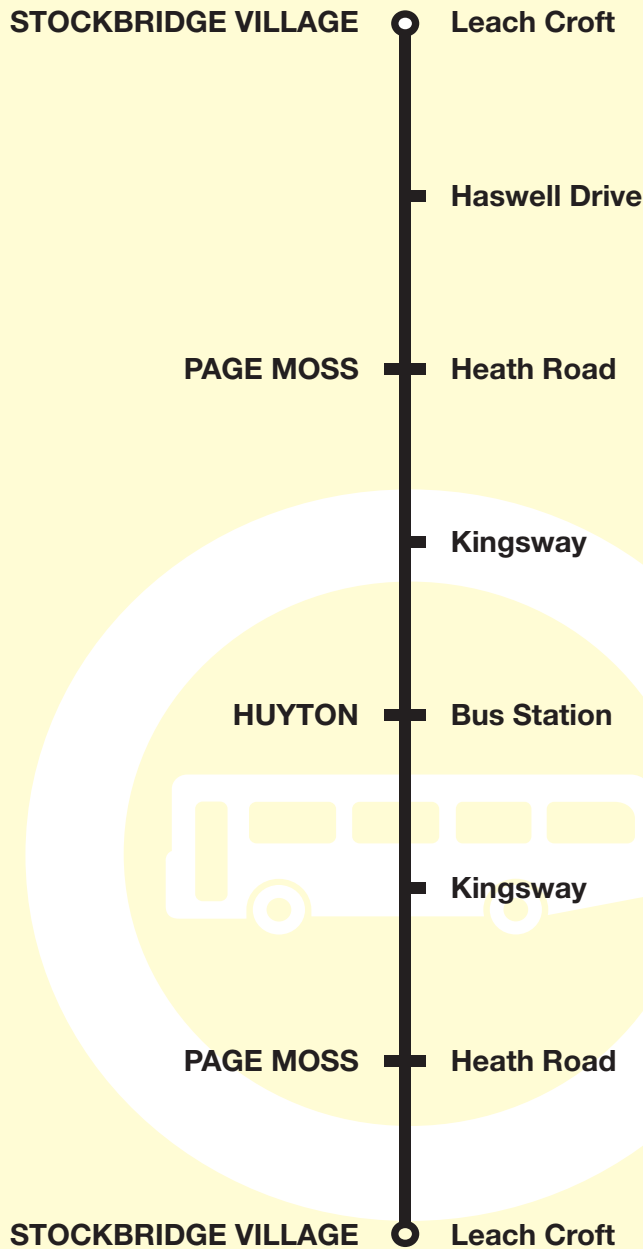 STOCKBRIDGE VILLAGE Leach Croft
Haswell Drive
PAGE MOSS Heath Road
Kingsway
HUYTON Bus Station
Kingsway
PAGE MOSS Heath Road
STOCKBRIDGE VILLAGE Leach Croft